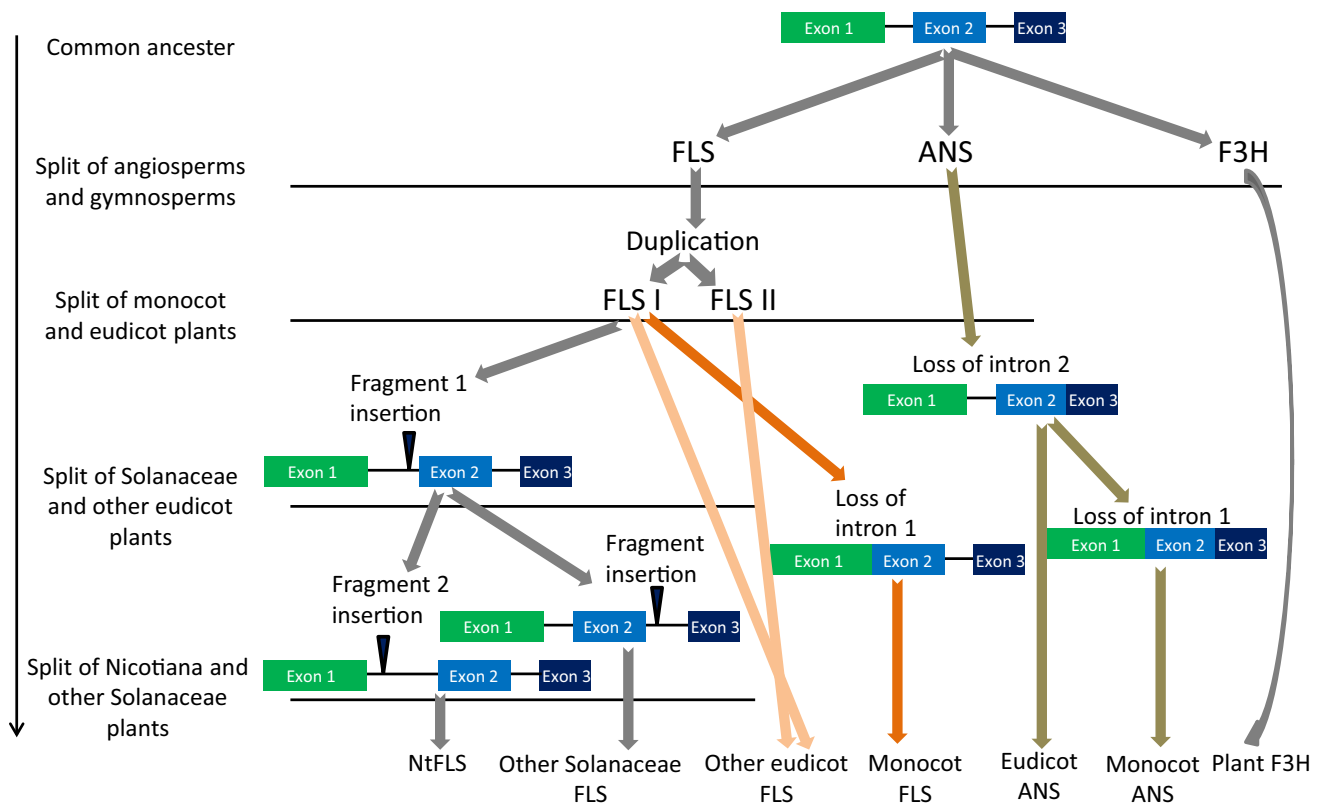 Exon 1 Exon 2 Exon 3
Common ancester
FLS ANS F3H
Split of angiosperms
and gymnosperms
Duplication
Split of monocot
and eudicot plants
FLS I FLS II
Loss of intron 2
Exon 1 Exon 2 Exon 3
Fragment 1
insertion
Exon 1 Exon 2 Exon 3
Split of Solanaceae
and other eudicot
plants
Loss of
intron 1
Exon 1 Exon 2 Exon 3
Loss of intron 1
Exon 1 Exon 2 Exon 3
Fragment
insertion
Exon 1 Exon 2 Exon 3
Fragment 2
insertion
Exon 1 Exon 2 Exon 3
Split of Nicotiana and
other Solanaceae
plants
NtFLS
Other Solanaceae
FLS
Other eudicot
FLS
Monocot
FLS
Eudicot
ANS
Monocot
ANS
Plant F3H